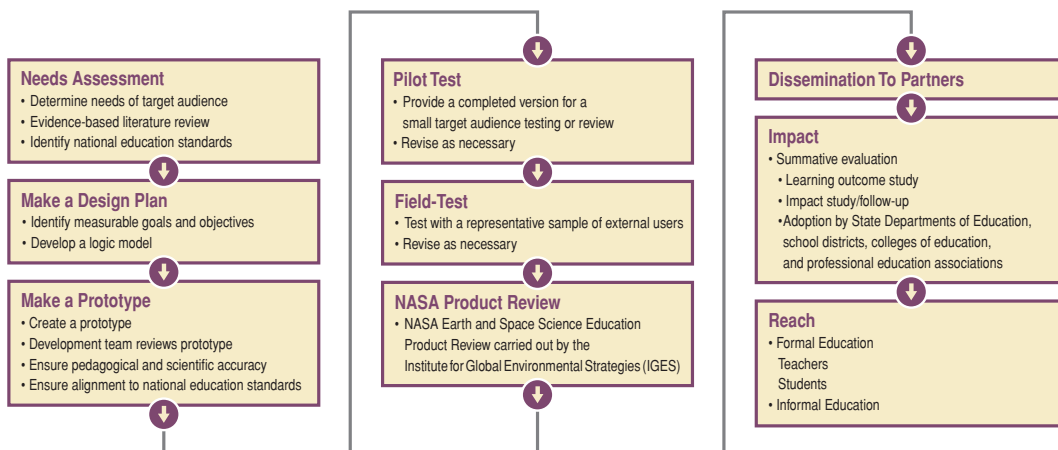 Needs Assessment
• Determine needs of target audience
• Evidence-based literature review
• Identify national education standards
Make a Design Plan
• Identify measurable goals and objectives
• Develop a logic model
Make a Prototype
• Create a prototype
• Development team reviews prototype
• Ensure pedagogical and scientific accuracy
• Ensure alignment to national education standards
Pilot Test
• Provide a completed version for a
small target audience testing or review
• Revise as necessary
Field-Test
• Test with a representative sample of external users
• Revise as necessary
NASA Product Review
• NASA Earth and Space Science Education
Product Review carried out by the
Institute for Global Environmental Strategies (IGES)
Dissemination To Partners
Impact
• Summative evaluation
• Learning outcome study
• Impact study/follow-up
•Adoption by State Departments of Education,
school districts, colleges of education,
and professional education associations
Reach
• Formal Education
Teachers
Students
• Informal Education